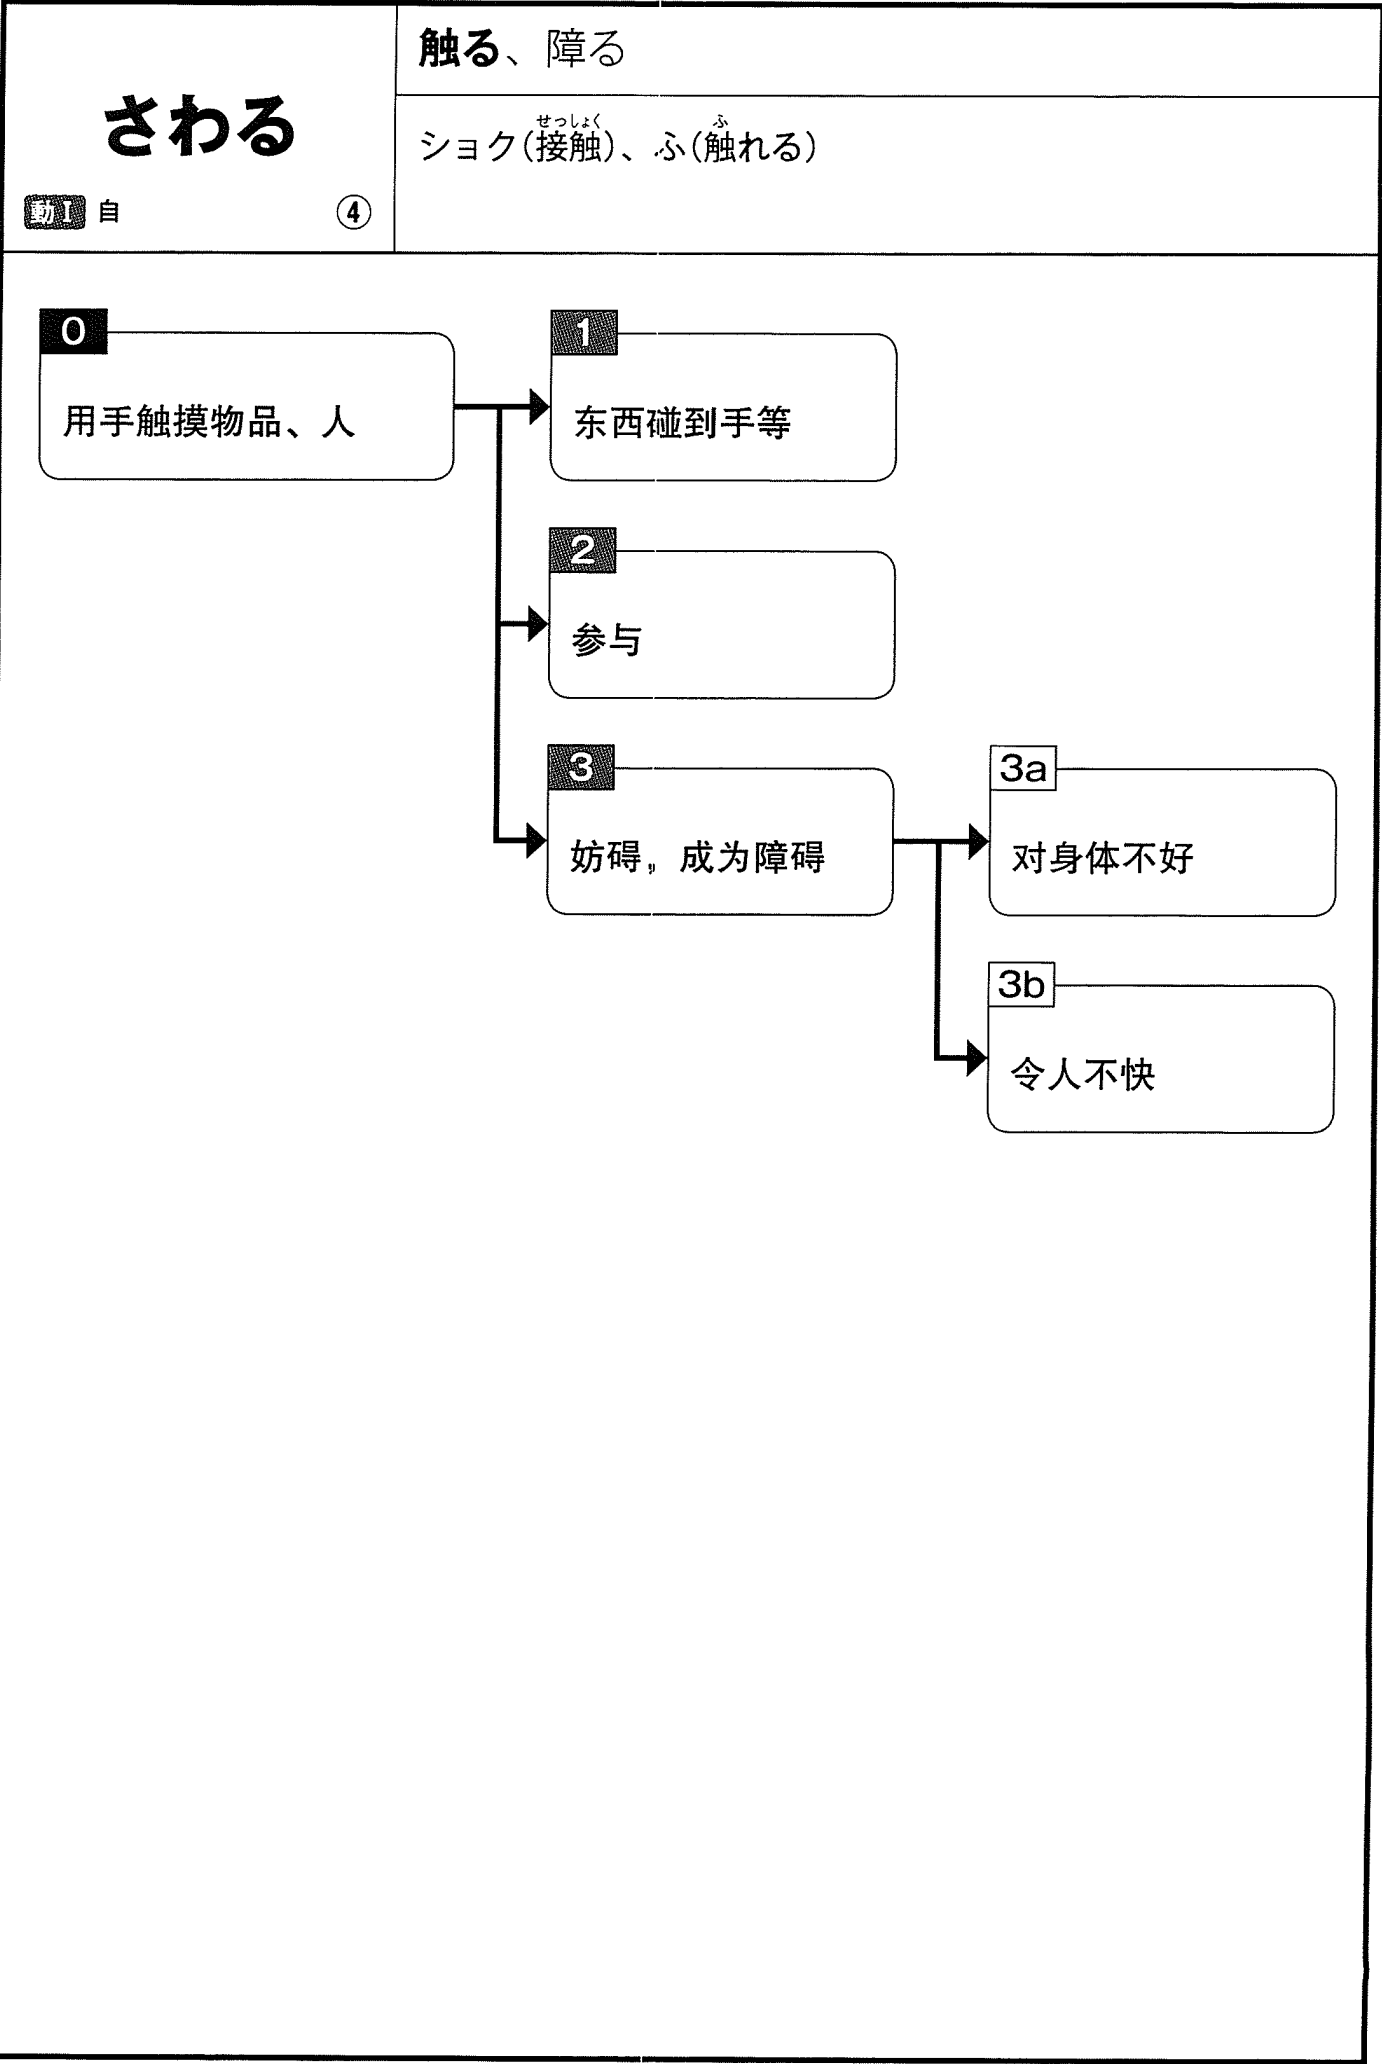 さわる
動I 自 ④
触る、障る
ショク(接触)、ふ(触れる)
せっしょく ふ
0
用手触摸物品、人
1
东西碰到手等
2
参与
3
妨碍，成为障碍
3a
对身体不好
3b
令人不快